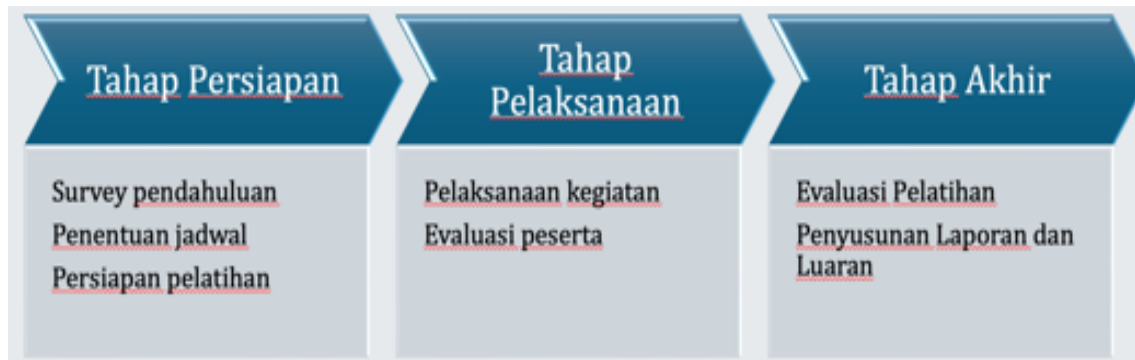 Tahap Persiapan
Survey pendahuluan
Penentuan jadwal
Persiapan pelatihan
Tahap
Pelaksanaan
Pelaksanaan kegiatan
Evaluasi peserta
Tahap Akhir
Evaluasi Pelatihan
Penyusunan Laporan dan
Luaran